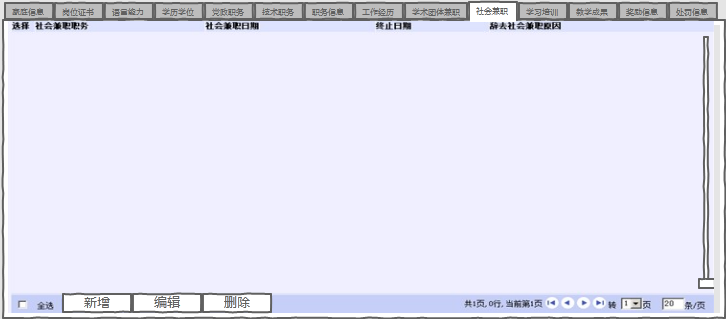 家庭信息 岗位证书 语言能力 学历学位 党政职务 技术职务 职务信息 工作经历 学术团体兼职 社会兼职 学习培训 教学成果 奖励信息 处罚信息
选择 社会兼职职务 社会兼职日期 终止日期 辞去社会兼职原因
全选 新增 编辑 删除 共1页,0行,当前第1页 转 1 页 20 条/页